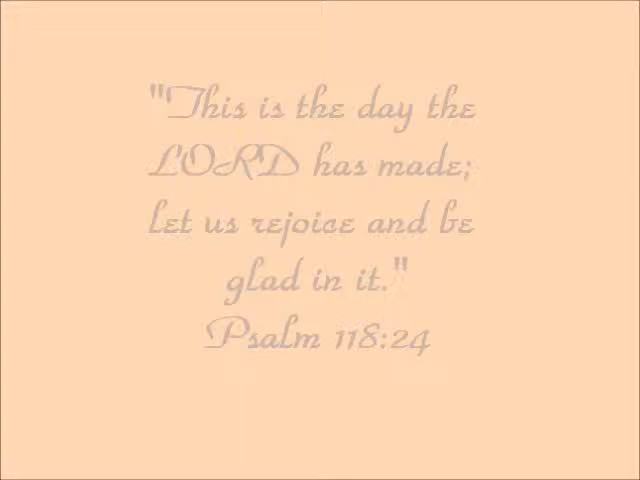 "This is the day the
LORD has made;
let us rejoice and be
glad in it."
Psalm 118:24